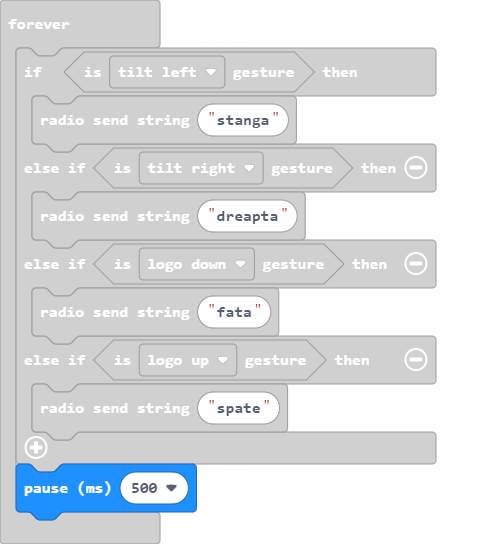 forever
if is tilt left gesture then
radio send string "stanga"
else if is tilt right gesture then
radio send string "dreapta"
else if is logo down gesture then
radio send string "fata"
else if is logo up gesture then
radio send string "spate"
pause (ms) 500